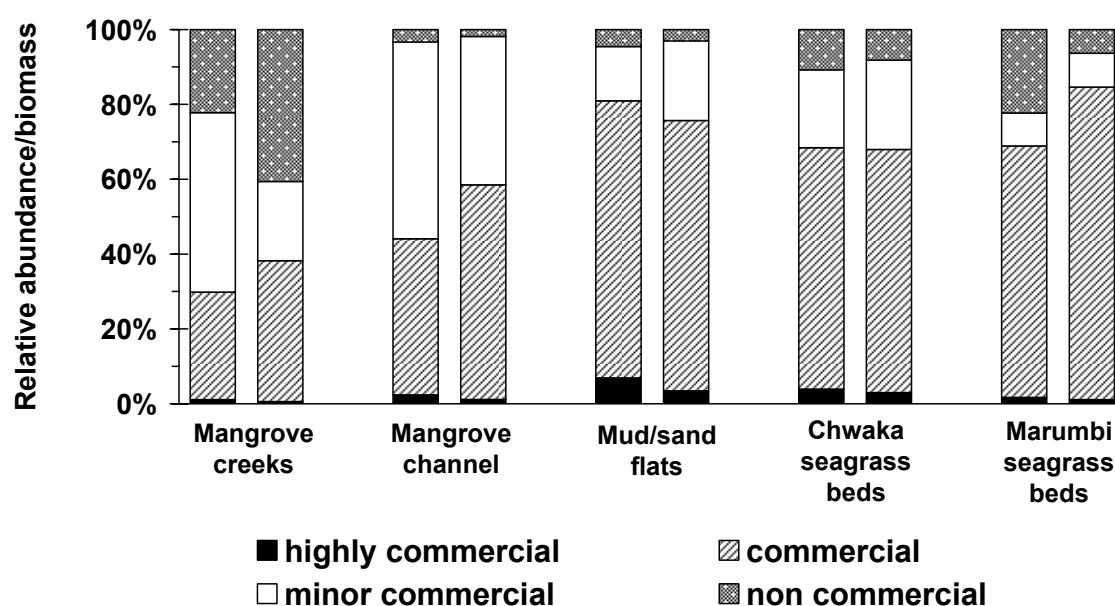 Relative abundance/biomass
100%
80%
60%
40%
20%
0%
Mangrove
creeks
Mangrove
channel
Mud/sand
flats
Chwaka
seagrass
beds
Marumbi
seagrass
beds
highly commercial
commercial
minor commercial
non commercial